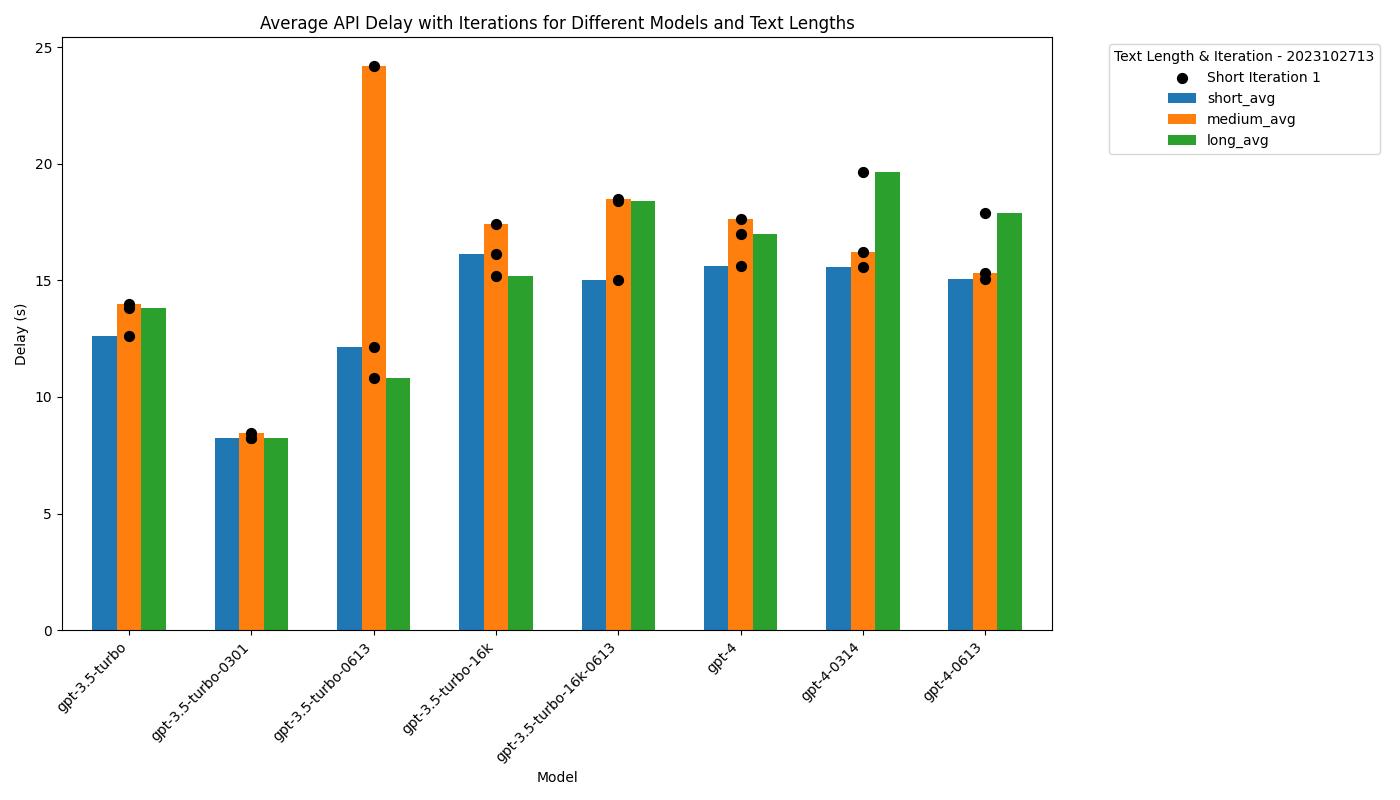 Average API Delay with Iterations for Different Models and Text Lengths
Text Length & Iteration - 2023102713
Short Iteration 1
short_avg
medium_avg
long_avg
Delay (s)
25
20
15
10
5
0
gpt-3.5-turbo
gpt-3.5-turbo-0301
gpt-3.5-turbo-0613
gpt-3.5-turbo-16k
gpt-3.5-turbo-16k-0613
gpt-4
gpt-4-0314
gpt-4-0613
Model